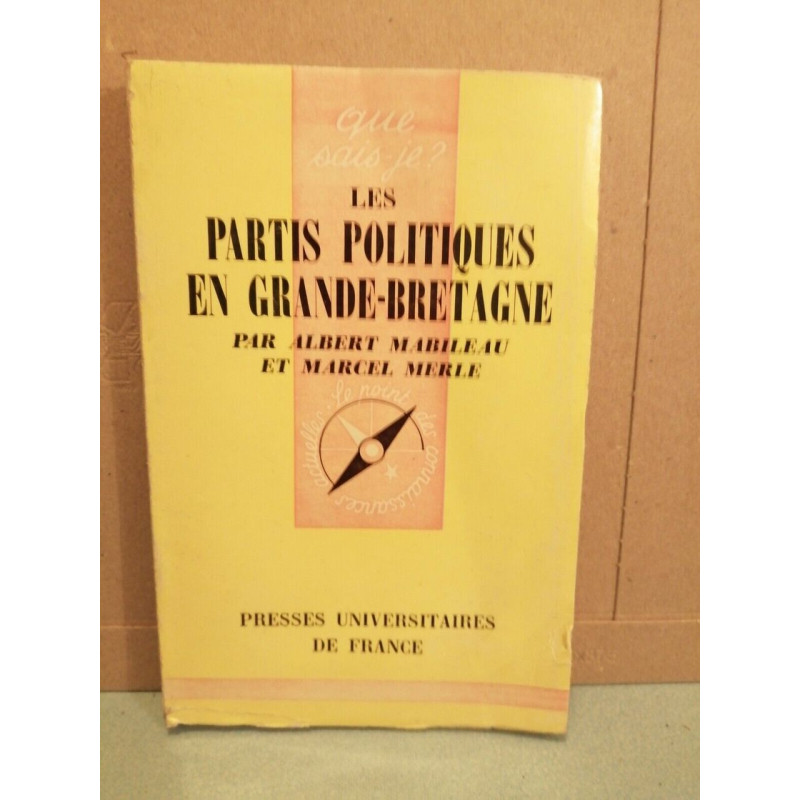 que
sais-je?
LES
PARTIS POLITIQUES
EN GRANDE-BRETAGNE
PAR ALBERT MABILEAU
ET MARCEL MERLE
Le point des connaissances actuelles
PRESSES UNIVERSITAIRES
DE FRANCE